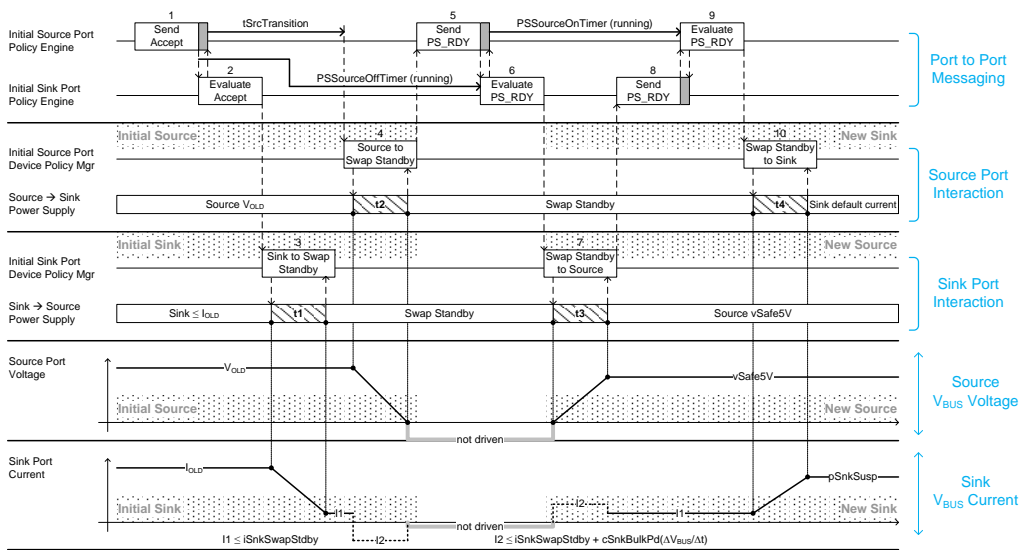 1
Send
Accept
tSrcTransition
5
Send
PS_RDY
PSSourceOnTimer (running)
9
Evaluate
PS_RDY
Initial Source Port
Policy Engine
2
Evaluate
Accept
PSSourceOffTimer (running)
6
Evaluate
PS_RDY
8
Send
PS_RDY
Initial Sink Port
Policy Engine
Port to Port
Messaging
Initial Source
New Sink
4
Source to
Swap Standby
10
Swap Standby
to Sink
Initial Source Port
Device Policy Mgr
Source → Sink
Power Supply
Source VOLD
t2
Swap Standby
t4
Sink default current
Source Port
Interaction
Initial Sink
New Source
3
Sink to Swap
Standby
7
Swap Standby
to Source
Initial Sink Port
Device Policy Mgr
Sink → Source
Power Supply
Sink ≤ IOLD
t1
Swap Standby
t3
Source vSafe5V
Sink Port
Interaction
Source Port
Voltage
VOLD
vSafe5V
Initial Source
New Source
not driven
Source
VBUS Voltage
Sink Port
Current
IOLD
pSnkSusp
Initial Sink
New Sink
I1
I2
not driven
I2
I1
I1 ≤ iSnkSwapStdby
I2 ≤ iSnkSwapStdby + cSnkBulkPd(ΔVBUS/Δt)
Sink
VBUS Current